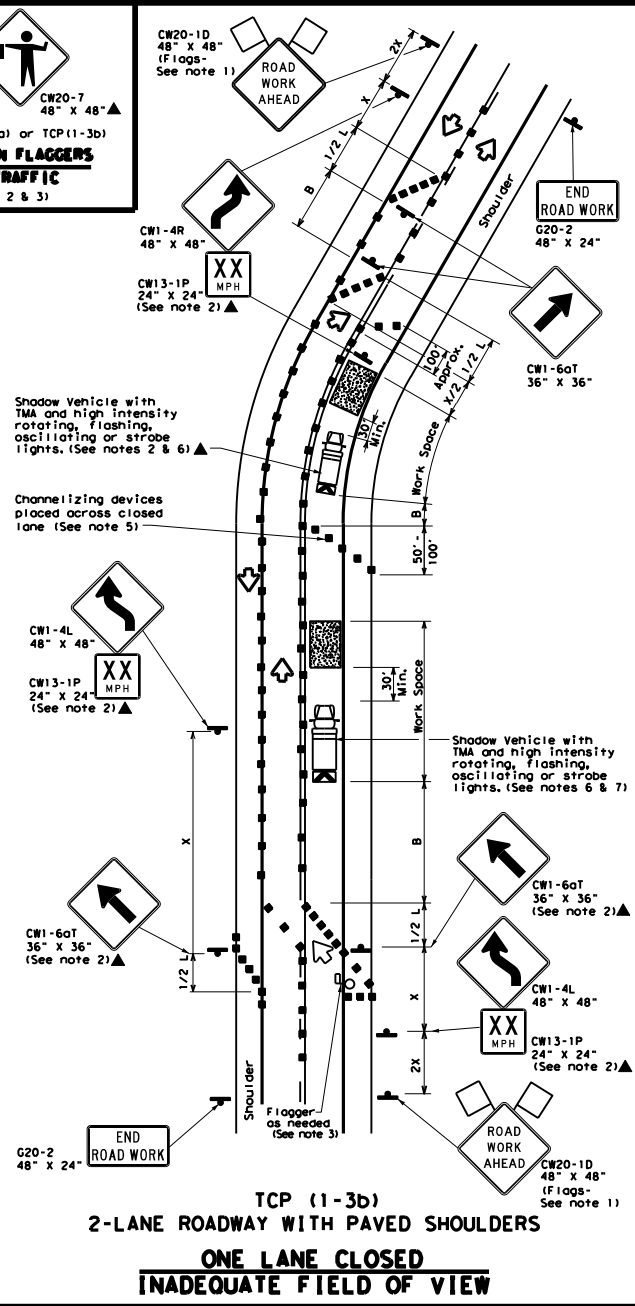 CW20-7
48" X 48"▲
a) or TCP(1-3b)
N FLAGGERS
RAFFIC
2 & 3)
CW20-1D
48" X 48"
(Flags-
See note 1)
ROAD
WORK
AHEAD
2X
X
1/2 L
B
CW1-4R
48" X 48"
XX
MPH
CW13-1P
24" X 24"
(See note 2)▲
Shoulder
END
ROAD WORK
G20-2
48" X 24"
CW1-6aT
36" X 36"
100'
Approx.
1/2 L
X/2
30'
Min.
Work Space
B
50'-
100'
Shadow Vehicle with
TMA and high intensity
rotating, flashing,
oscillating or strobe
lights. (See notes 2 & 6)▲
Channelizing devices
placed across closed
lane (See note 5)
CW1-4L
48" X 48"
XX
MPH
CW13-1P
24" X 24"
(See note 2)▲
X
30'
Min.
Work Space
Shadow Vehicle with
TMA and high intensity
rotating, flashing,
oscillating or strobe
lights. (See notes 6 & 7)
B
CW1-6aT
36" X 36"
(See note 2)▲
1/2 L
CW1-6aT
36" X 36"
(See note 2)▲
1/2 L
X
CW1-4L
48" X 48"
XX
MPH
CW13-1P
24" X 24"
(See note 2)▲
2X
Shoulder
Flagger
as needed
(See note 3)
END
ROAD WORK
G20-2
48" X 24"
ROAD
WORK
AHEAD
CW20-1D
48" X 48"
(Flags-
See note 1)
TCP (1-3b)
2-LANE ROADWAY WITH PAVED SHOULDERS
ONE LANE CLOSED
INADEQUATE FIELD OF VIEW